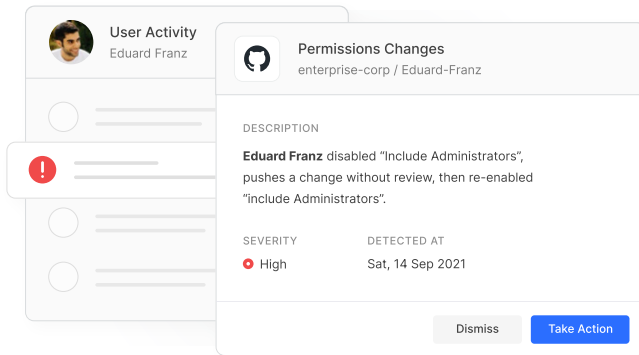 User Activity
Eduard Franz
Permissions Changes
enterprise-corp / Eduard-Franz
DESCRIPTION
Eduard Franz disabled “Include Administrators”,
pushes a change without review, then re-enabled
“include Administrators”.
SEVERITY
DETECTED AT
High
Sat, 14 Sep 2021
Dismiss
Take Action